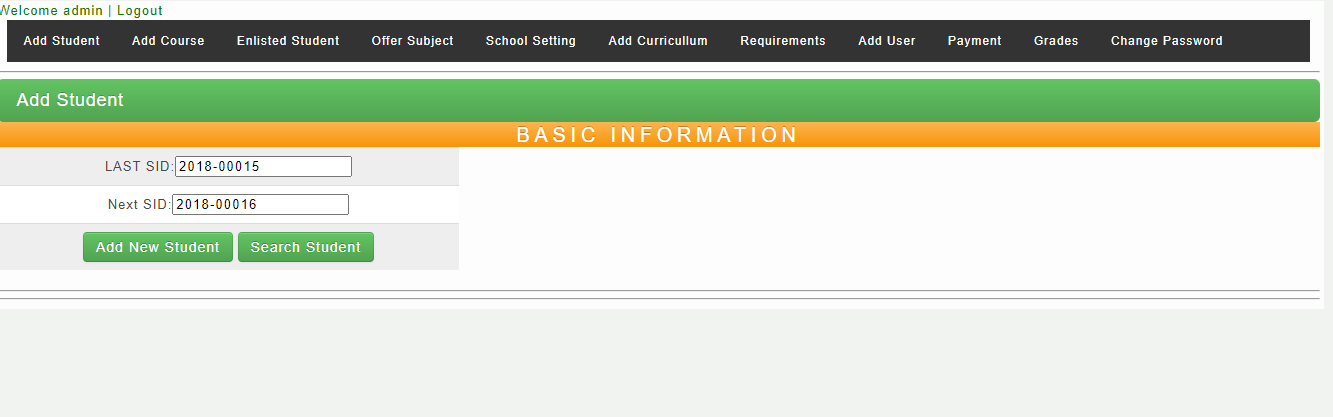 Welcome admin | Logout
Add Student Add Course Enlisted Student Offer Subject School Setting Add Curricullum Requirements Add User Payment Grades Change Password
Add Student
BASIC INFORMATION
LAST SID: 2018-00015
Next SID: 2018-00016
Add New Student Search Student